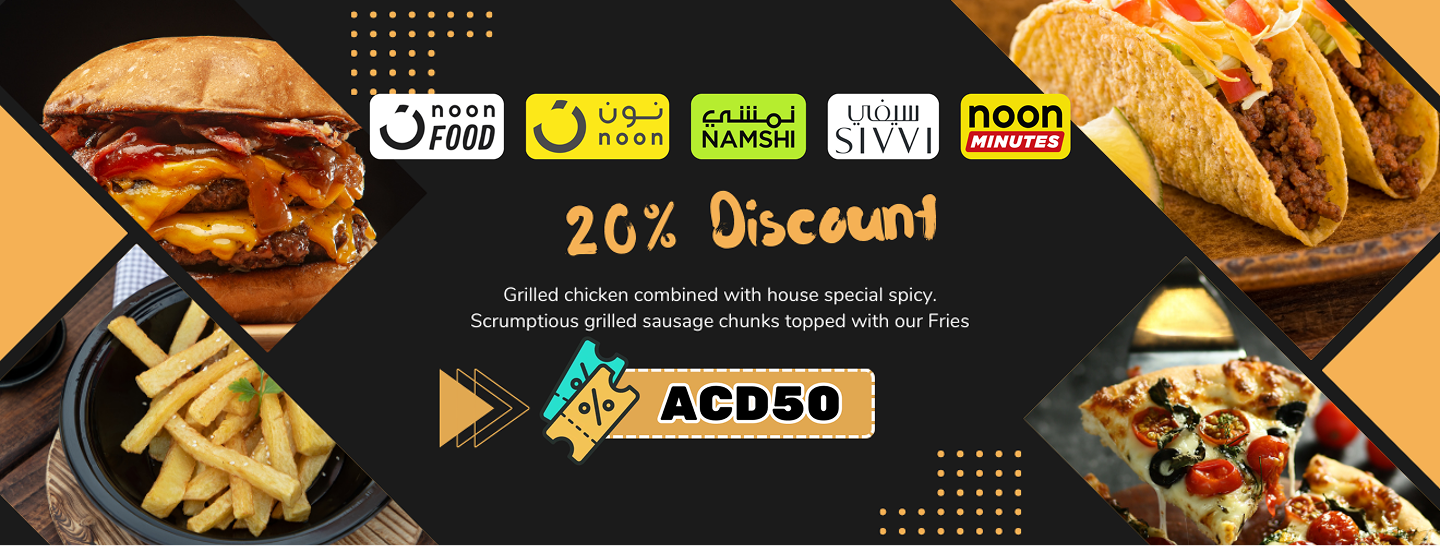 noon
FOOD
نون
noon
نمشي
NAMSHI
سيفي
SIVVI
noon
MINUTES
20% Discount
Grilled chicken combined with house special spicy.
Scrumptious grilled sausage chunks topped with our Fries
%
%
ACD50